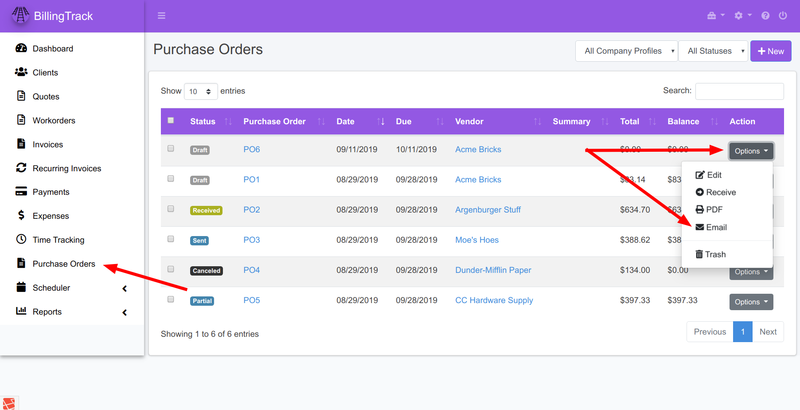 BillingTrack
Dashboard
Clients
Quotes
Workorders
Invoices
Recurring Invoices
Payments
Expenses
Time Tracking
Purchase Orders
Scheduler
Reports
Purchase Orders
All Company Profiles
All Statuses
New
Show 10 entries
Search:
Status Purchase Order Date Due Vendor Summary Total Balance Action
Draft PO6 09/11/2019 10/11/2019 Acme Bricks $0.00 $0.00 Options
Draft PO1 08/29/2019 09/28/2019 Acme Bricks
Received PO2 08/29/2019 09/28/2019 Argenburger Stuff $634.70
Sent PO3 08/29/2019 09/28/2019 Moe's Hoes $388.62
Canceled PO4 08/29/2019 09/28/2019 Dunder-Mifflin Paper $134.00 $0.00 Options
Partial PO5 08/29/2019 09/28/2019 CC Hardware Supply $397.33 $397.33 Options
Edit
Receive
PDF
Email
Trash
Showing 1 to 6 of 6 entries
Previous 1 Next